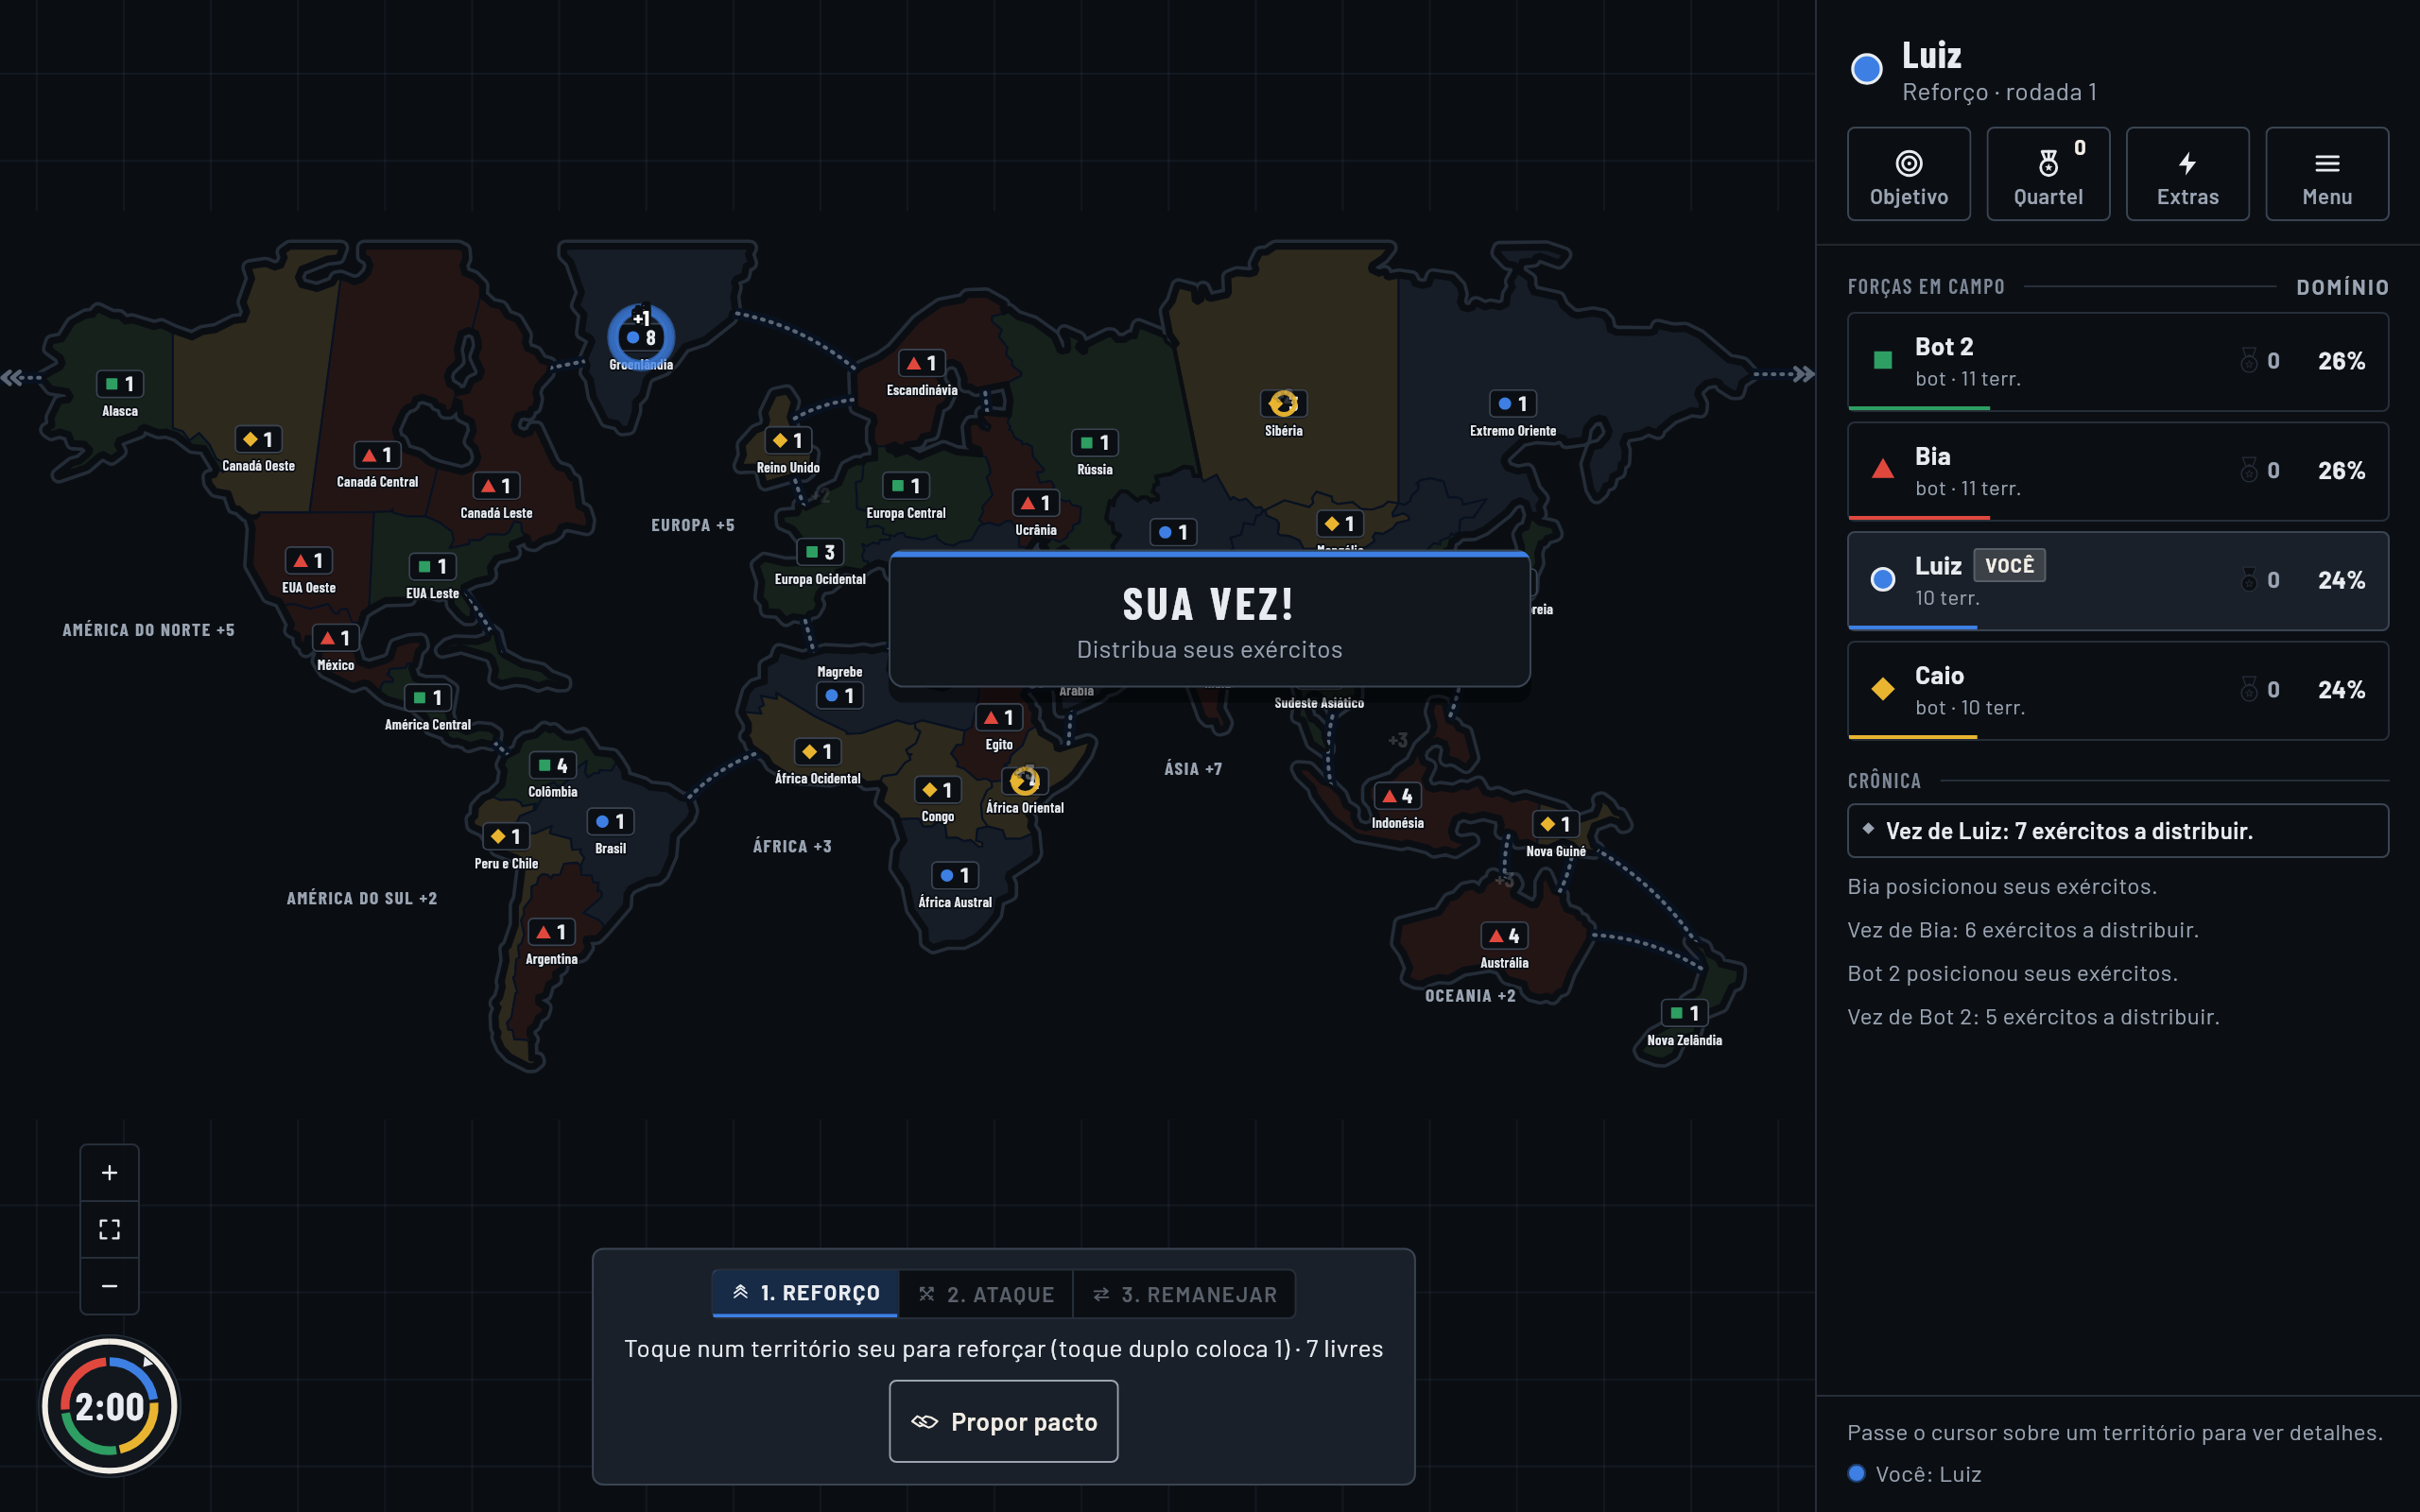 Luiz
Reforço · rodada 1
Objetivo
0
Quartel
Extras
Menu
FORÇAS EM CAMPO
DOMÍNIO
Bot 2
bot · 11 terr.
0
26%
Bia
bot · 11 terr.
0
26%
Luiz VOCÊ
10 terr.
0
24%
Caio
bot · 10 terr.
0
24%
CRÔNICA
Vez de Luiz: 7 exércitos a distribuir.
Bia posicionou seus exércitos.
Vez de Bia: 6 exércitos a distribuir.
Bot 2 posicionou seus exércitos.
Vez de Bot 2: 5 exércitos a distribuir.
Passe o cursor sobre um território para ver detalhes.
Você: Luiz
+1
8
Groenlândia
1
Alasca
1
Canadá Oeste
1
Canadá Central
1
Canadá Leste
1
EUA Oeste
1
EUA Leste
AMÉRICA DO NORTE +5
1
México
1
América Central
4
Colômbia
1
Brasil
1
Peru e Chile
AMÉRICA DO SUL +2
1
Argentina
1
Escandinávia
1
Reino Unido
+2
1
Europa Central
1
Rússia
1
Ucrânia
EUROPA +5
3
Europa Ocidental
Sibéria
1
Extremo Oriente
1
1
SUA VEZ!
Distribua seus exércitos
Arábia
Sudeste Asiático
Magrebe
1
1
Egito
1
África Ocidental
1
Congo
África Oriental
ÁFRICA +3
1
África Austral
ÁSIA +7
+3
4
Indonésia
1
Nova Guiné
+3
4
Austrália
OCEANIA +2
1
Nova Zelândia
+
−
2:00
1. REFORÇO
2. ATAQUE
3. REMANEJAR
Toque num território seu para reforçar (toque duplo coloca 1) · 7 livres
Propor pacto